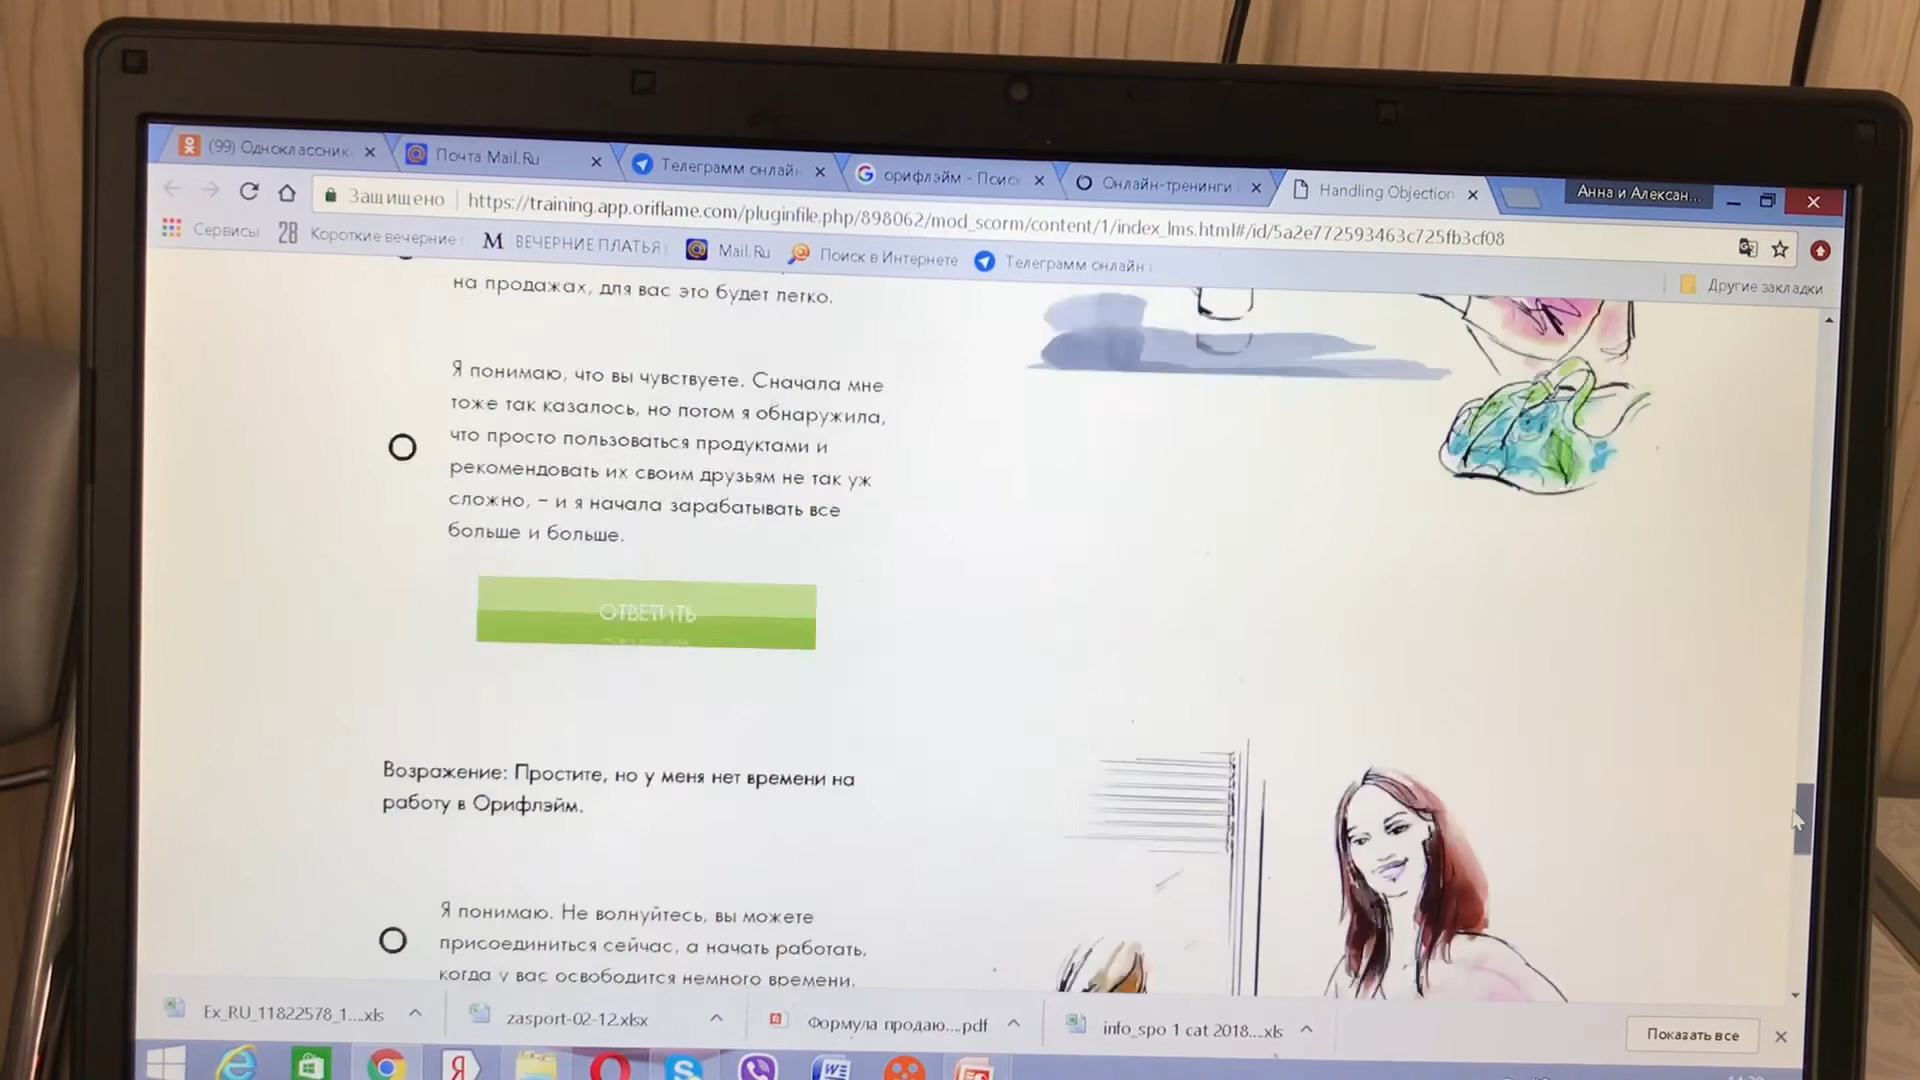 (99) Одноклассник
Почта Mail.Ru
Телеграмм онлайн
орифлэйм - Поис
Онлайн-тренинги
Handling Objection
Анна и Алексан...
Защищено
https://training.app.oriflame.com/pluginfile.php/898062/mod_scorm/content/1/index_lms.html#/id/5a2e772593463c725fb3cf08
Сервисы
28
Короткие вечерние
M
ВЕЧЕРНИЕ ПЛАТЬЯ
Mail.Ru
Поиск в Интернете
Телеграмм онлайн
Другие закладки
на продажах, для вас это будет легко.
Я понимаю, что вы чувствуете. Сначала мне
тоже так казалось, но потом я обнаружила,
что просто пользоваться продуктами и
рекомендовать их своим друзьям не так уж
сложно, – и я начала зарабатывать все
больше и больше.
ОТВЕТИТЬ
Возражение: Простите, но у меня нет времени на
работу в Орифлэйм.
Я понимаю. Не волнуйтесь, вы можете
присоединиться сейчас, а начать работать,
когда у вас освободится немного времени.
Ex_RU_11822578_1....xls
zasport-02-12.xlsx
Формула продаю....pdf
info_spo 1 cat 2018....xls
Показать все